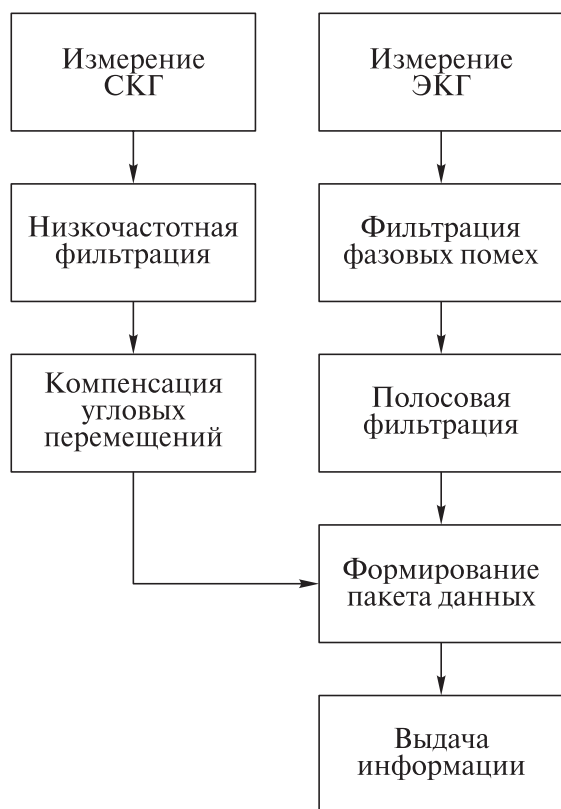 Измерение
СКГ
Измерение
ЭКГ
Низкочастотная
фильтрация
Фильтрация
фазовых помех
Компенсация
угловых
перемещений
Полосовая
фильтрация
Формирование
пакета данных
Выдача
информации